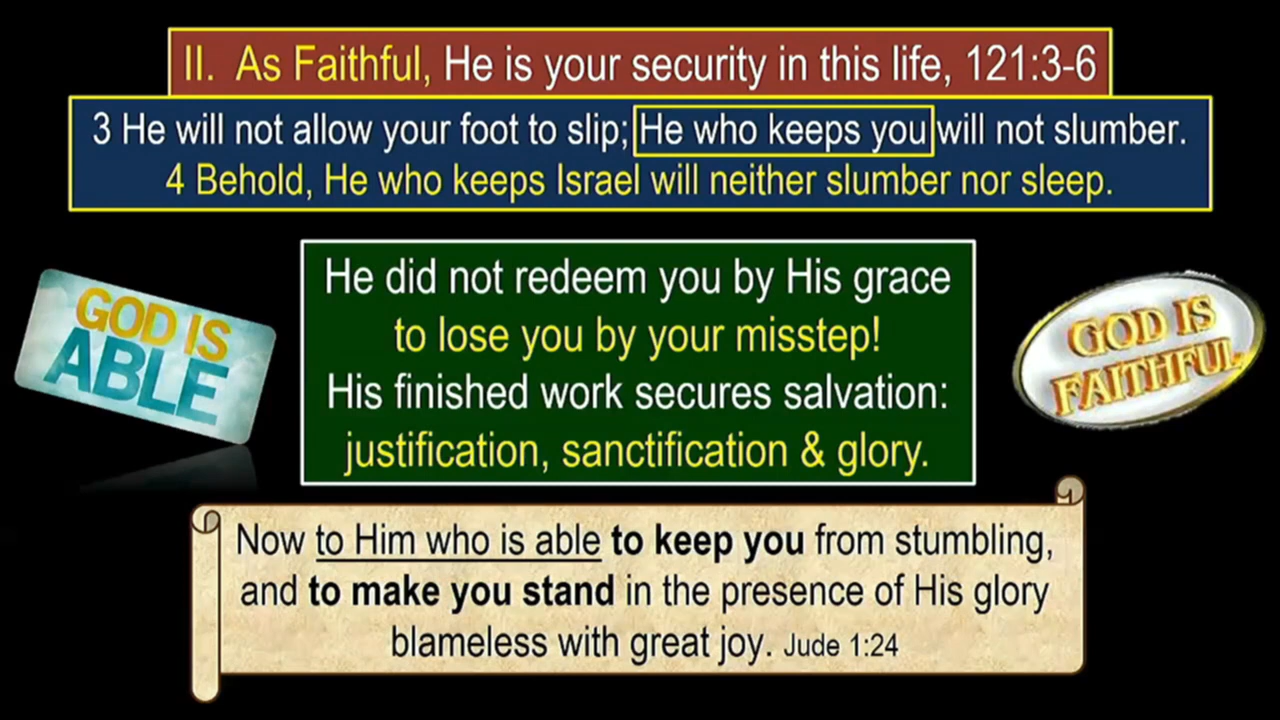 II. As Faithful, He is your security in this life, 121:3-6
3 He will not allow your foot to slip; He who keeps you will not slumber.
4 Behold, He who keeps Israel will neither slumber nor sleep.
GOD IS
ABLE
He did not redeem you by His grace
to lose you by your misstep!
His finished work secures salvation:
justification, sanctification & glory.
GOD IS
FAITHFUL
Now to Him who is able to keep you from stumbling,
and to make you stand in the presence of His glory
blameless with great joy. Jude 1:24